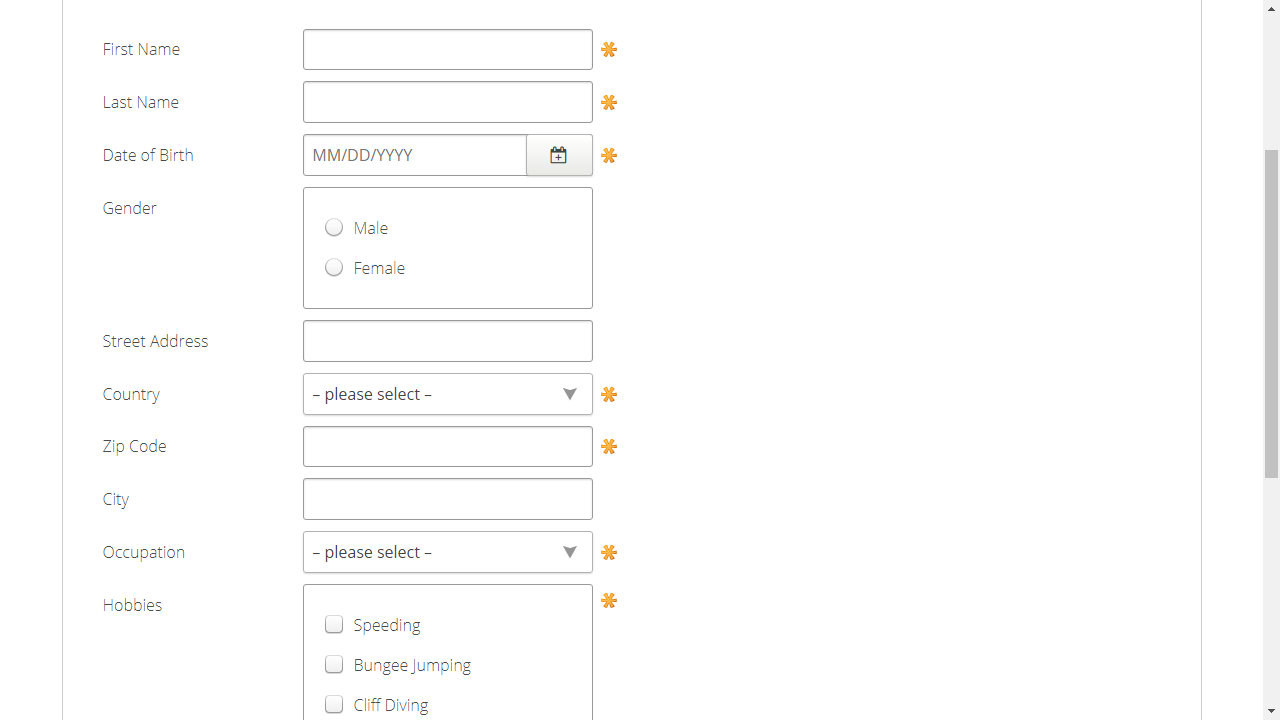 First Name
Last Name
Date of Birth MM/DD/YYYY
Gender
Male
Female
Street Address
Country – please select –
Zip Code
City
Occupation – please select –
Hobbies
Speeding
Bungee Jumping
Cliff Diving